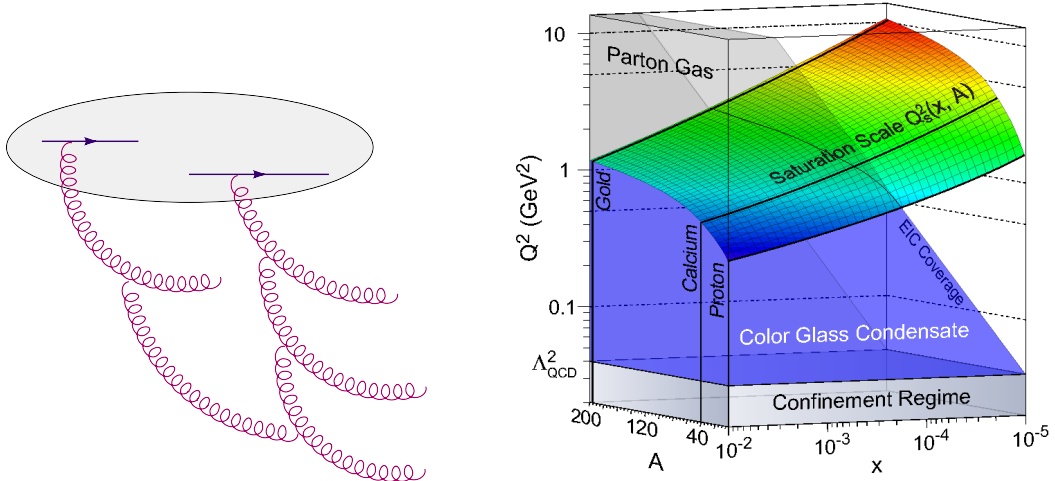 10
1
0.1
Λ²QCD
Q² (GeV²)
Parton Gas
Saturation Scale Q²s(x, A)
Gold
Calcium
Proton
EIC Coverage
Color Glass Condensate
Confinement Regime
200
120
40
A
10⁻²
10⁻³
10⁻⁴
10⁻⁵
x